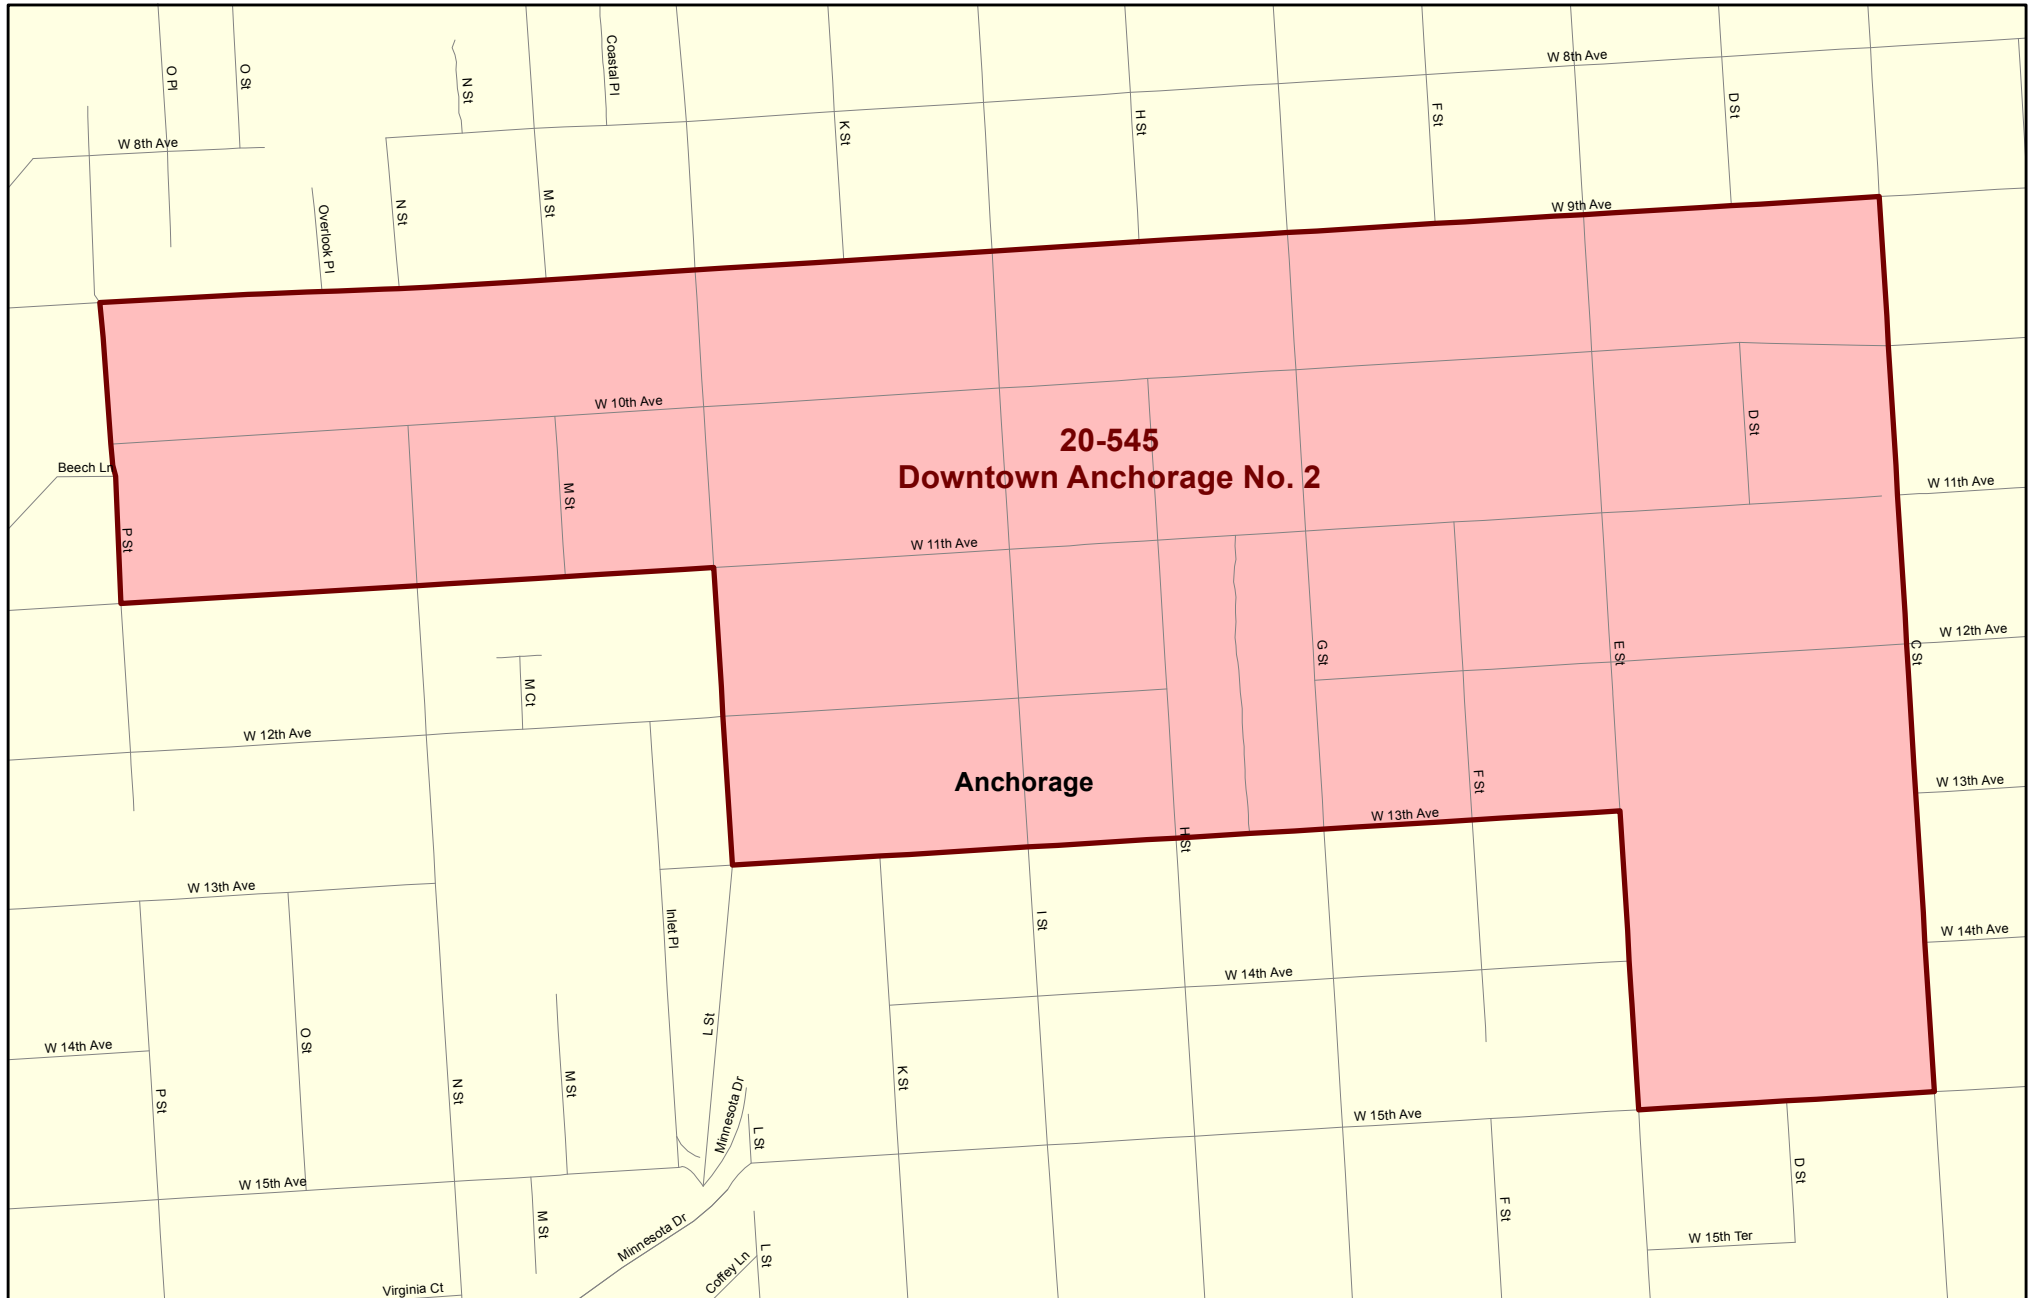 O Pl
O St
N St
Coastal Pl
W 8th Ave
W 8th Ave
K St
H St
F St
D St
Overlook Pl
N St
M St
W 9th Ave
W 10th Ave
Beech Ln
P St
M St
20-545
Downtown Anchorage No. 2
D St
W 11th Ave
W 11th Ave
M Ct
G St
E St
C St
W 12th Ave
W 12th Ave
Anchorage
F St
W 13th Ave
W 13th Ave
H St
W 13th Ave
Inlet Pl
I St
W 14th Ave
W 14th Ave
W 14th Ave
O St
L St
P St
N St
M St
Minnesota Dr
L St
K St
W 15th Ave
W 15th Ave
M St
Minnesota Dr
Coffey Ln
L St
F St
D St
W 15th Ter
Virginia Ct